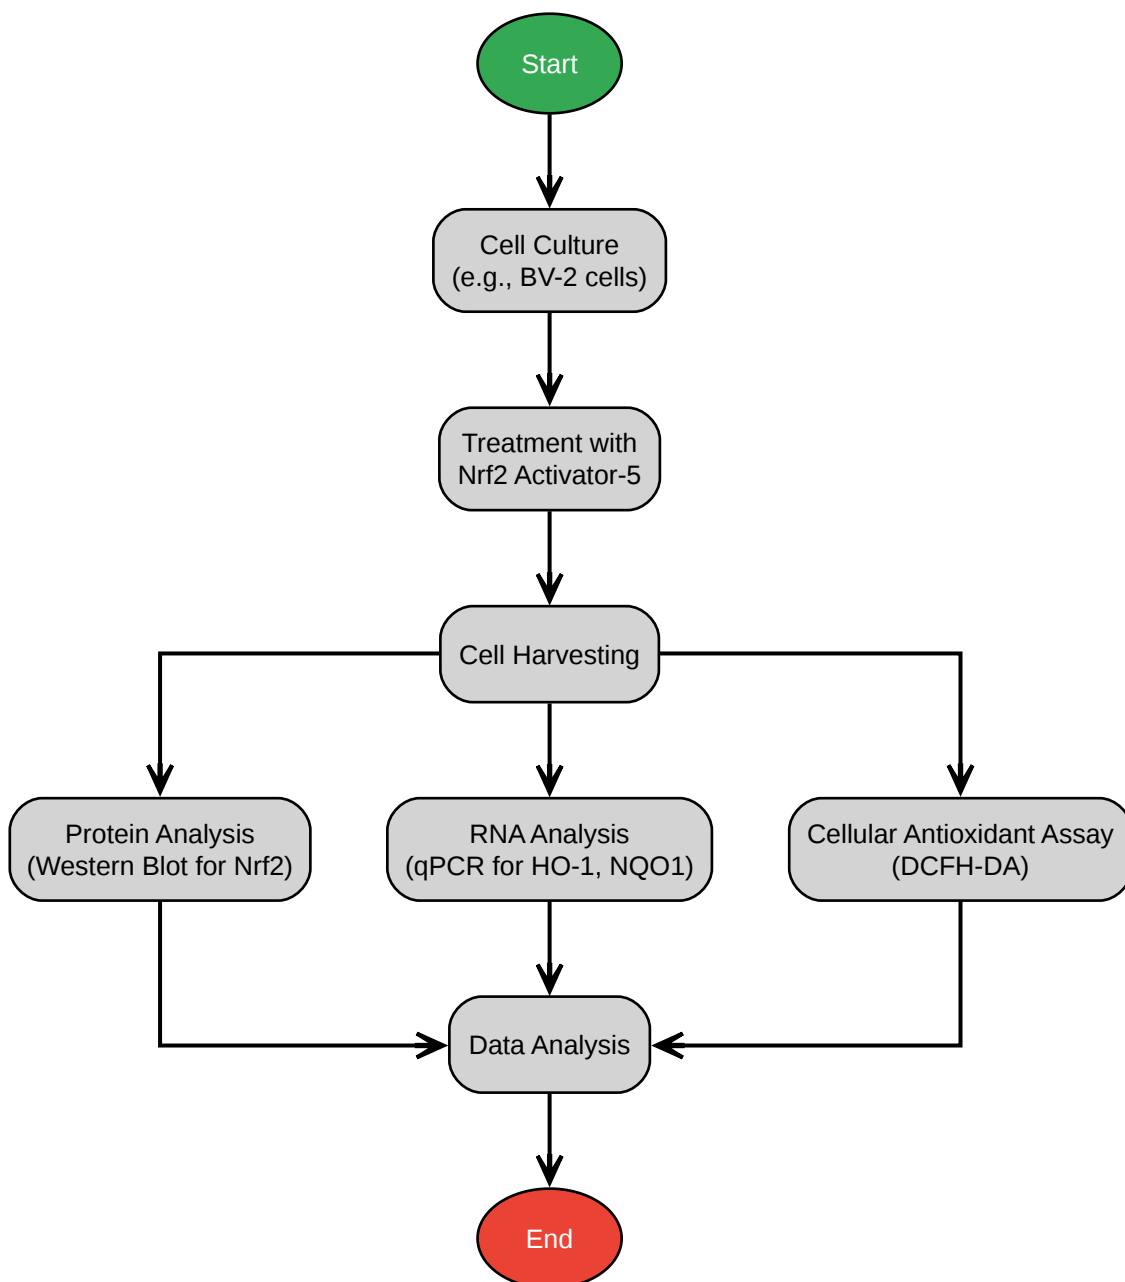 Start
Cell Culture
(e.g., BV-2 cells)
Treatment with
Nrf2 Activator-5
Cell Harvesting
Protein Analysis
(Western Blot for Nrf2)
RNA Analysis
(qPCR for HO-1, NQO1)
Cellular Antioxidant Assay
(DCFH-DA)
Data Analysis
End